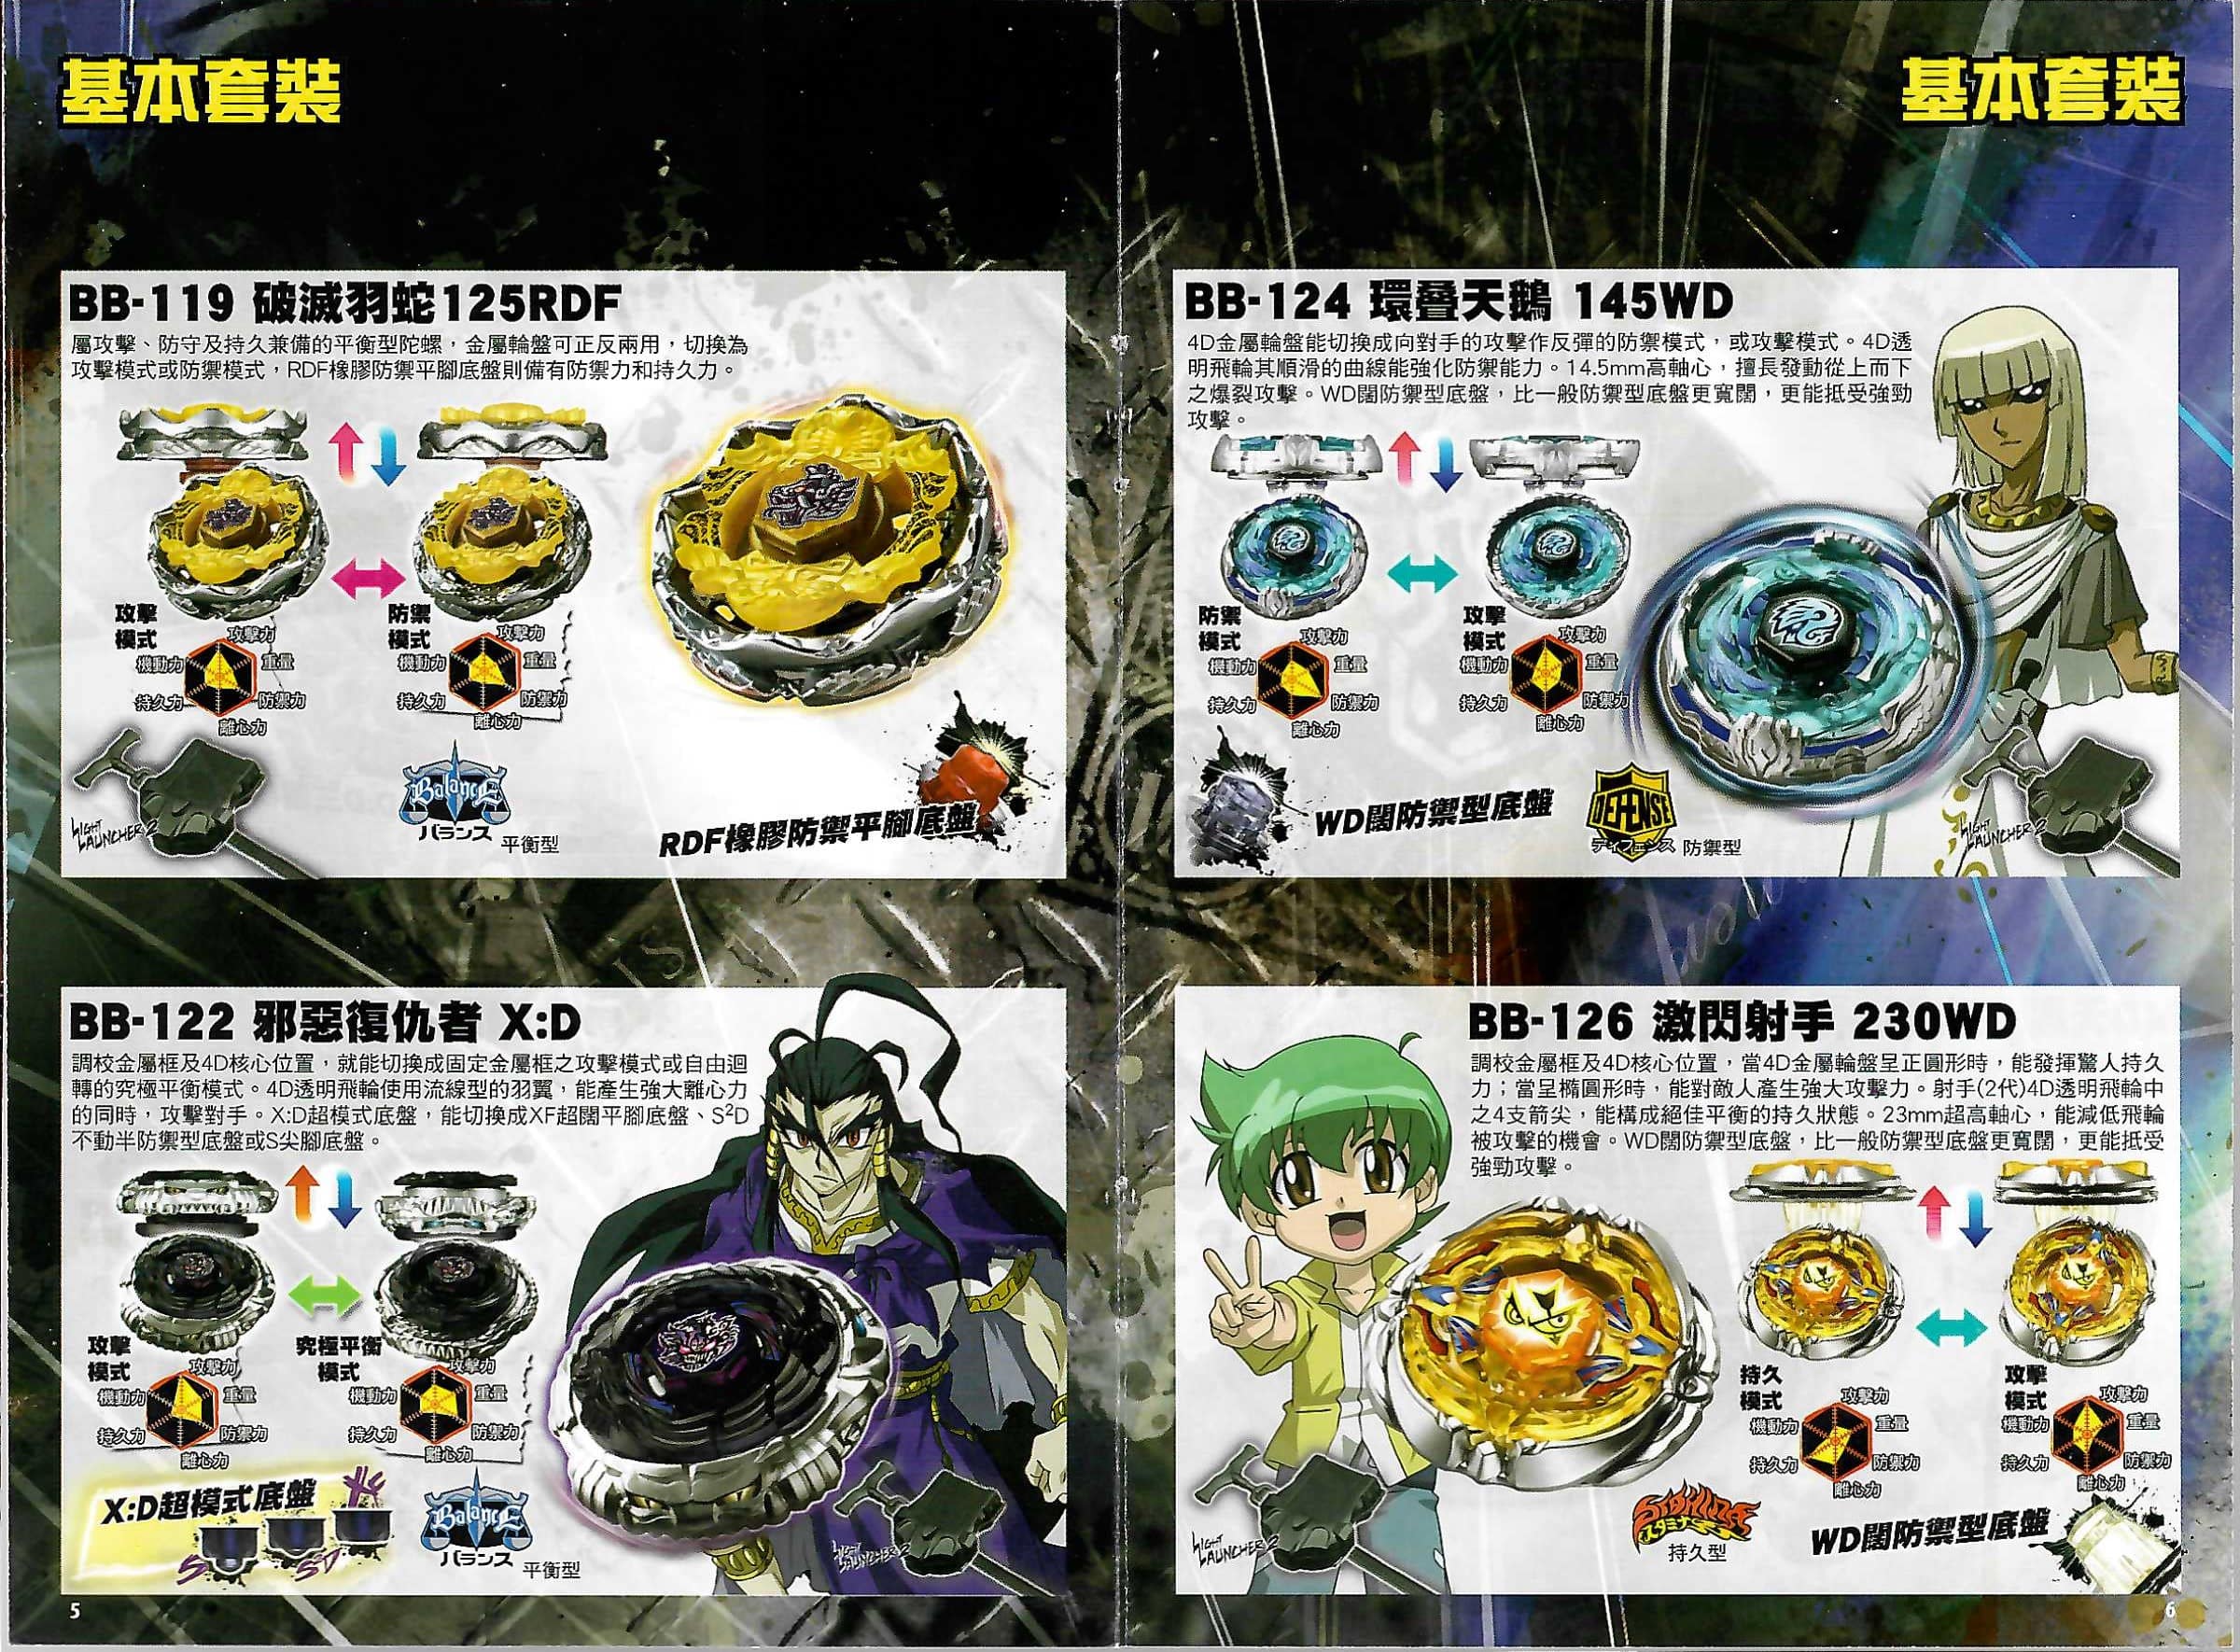 基本套裝
BB-119 破滅羽蛇125RDF
屬攻擊、防守及持久兼備的平衡型陀螺，金屬輪盤可正反兩用，切換為
攻擊模式或防禦模式，RDF橡膠防禦平腳底盤則備有防禦力和持久力。
攻擊
模式
攻擊力
機動力
重量
持久力
防禦力
離心力
防禦
模式
攻擊力
機動力
重量
持久力
防禦力
離心力
LIGHT
LAUNCHER 2
Balance
バランス 平衡型
RDF橡膠防禦平腳底盤
BB-122 邪惡復仇者 X:D
調校金屬框及4D核心位置，就能切換成固定金屬框之攻擊模式或自由迴
轉的究極平衡模式。4D透明飛輪使用流線型的羽翼，能產生強大離心力
的同時，攻擊對手。X:D超模式底盤，能切換成XF超闊平腳底盤、S²D
不動半防禦型底盤或S尖腳底盤。
攻擊
模式
攻擊力
機動力
重量
持久力
防禦力
離心力
究極平衡
模式
攻擊力
機動力
重量
持久力
防禦力
離心力
X:D超模式底盤
S
Balance
バランス 平衡型
LIGHT
LAUNCHER 2
5
基本套裝
BB-124 環疊天鵝 145WD
4D金屬輪盤能切換成向對手的攻擊作反彈的防禦模式，或攻擊模式。4D透
明飛輪其順滑的曲線能強化防禦能力。14.5mm高軸心，擅長發動從上而下
之爆裂攻擊。WD闊防禦型底盤，比一般防禦型底盤更寬闊，更能抵受強勁
攻擊。
防禦
模式
攻擊力
機動力
重量
持久力
防禦力
離心力
攻擊
模式
攻擊力
機動力
重量
持久力
防禦力
離心力
WD闊防禦型底盤
DEFENSE
ディフェンス 防禦型
LIGHT
LAUNCHER 2
BB-126 激閃射手 230WD
調校金屬框及4D核心位置，當4D金屬輪盤呈正圓形時，能發揮驚人持久
力；當呈橢圓形時，能對敵人產生強大攻擊力。射手(2代)4D透明飛輪中
之4支箭尖，能構成絕佳平衡的持久狀態。23mm超高軸心，能減低飛輪
被攻擊的機會。WD闊防禦型底盤，比一般防禦型底盤更寬闊，更能抵受
強勁攻擊。
持久
模式
攻擊力
機動力
重量
持久力
防禦力
離心力
攻擊
模式
攻擊力
機動力
重量
持久力
防禦力
離心力
LIGHT
LAUNCHER 2
STAMINA
スタミナ
持久型
WD闊防禦型底盤
6